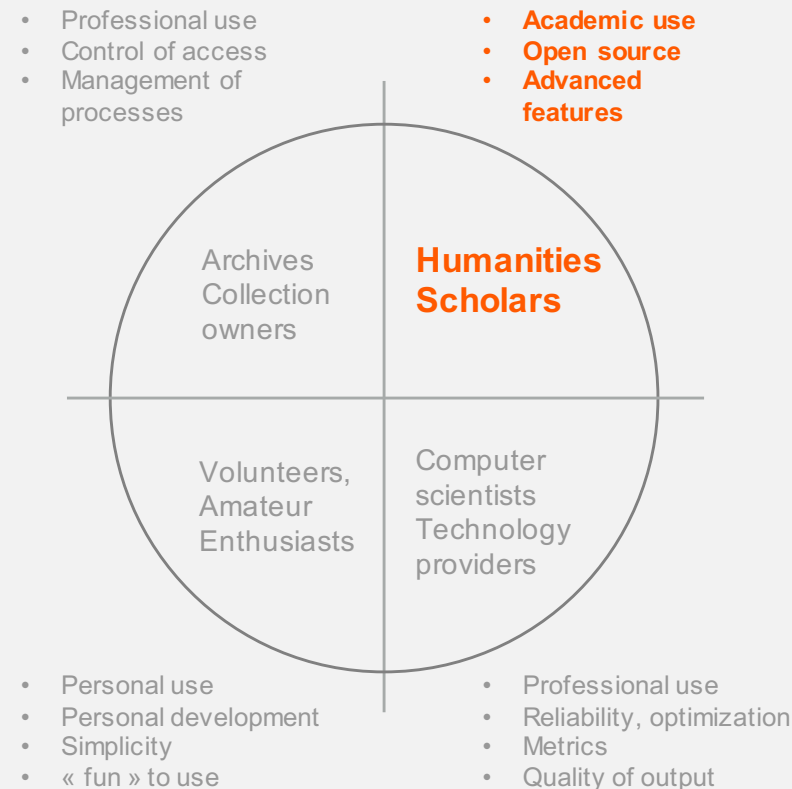 • Professional use
• Control of access
• Management of
processes
• Academic use
• Open source
• Advanced
features
Archives
Collection
owners
Humanities
Scholars
Volunteers,
Amateur
Enthusiasts
Computer
scientists
Technology
providers
• Personal use
• Personal development
• Simplicity
• « fun » to use
• Professional use
• Reliability, optimization
• Metrics
• Quality of output